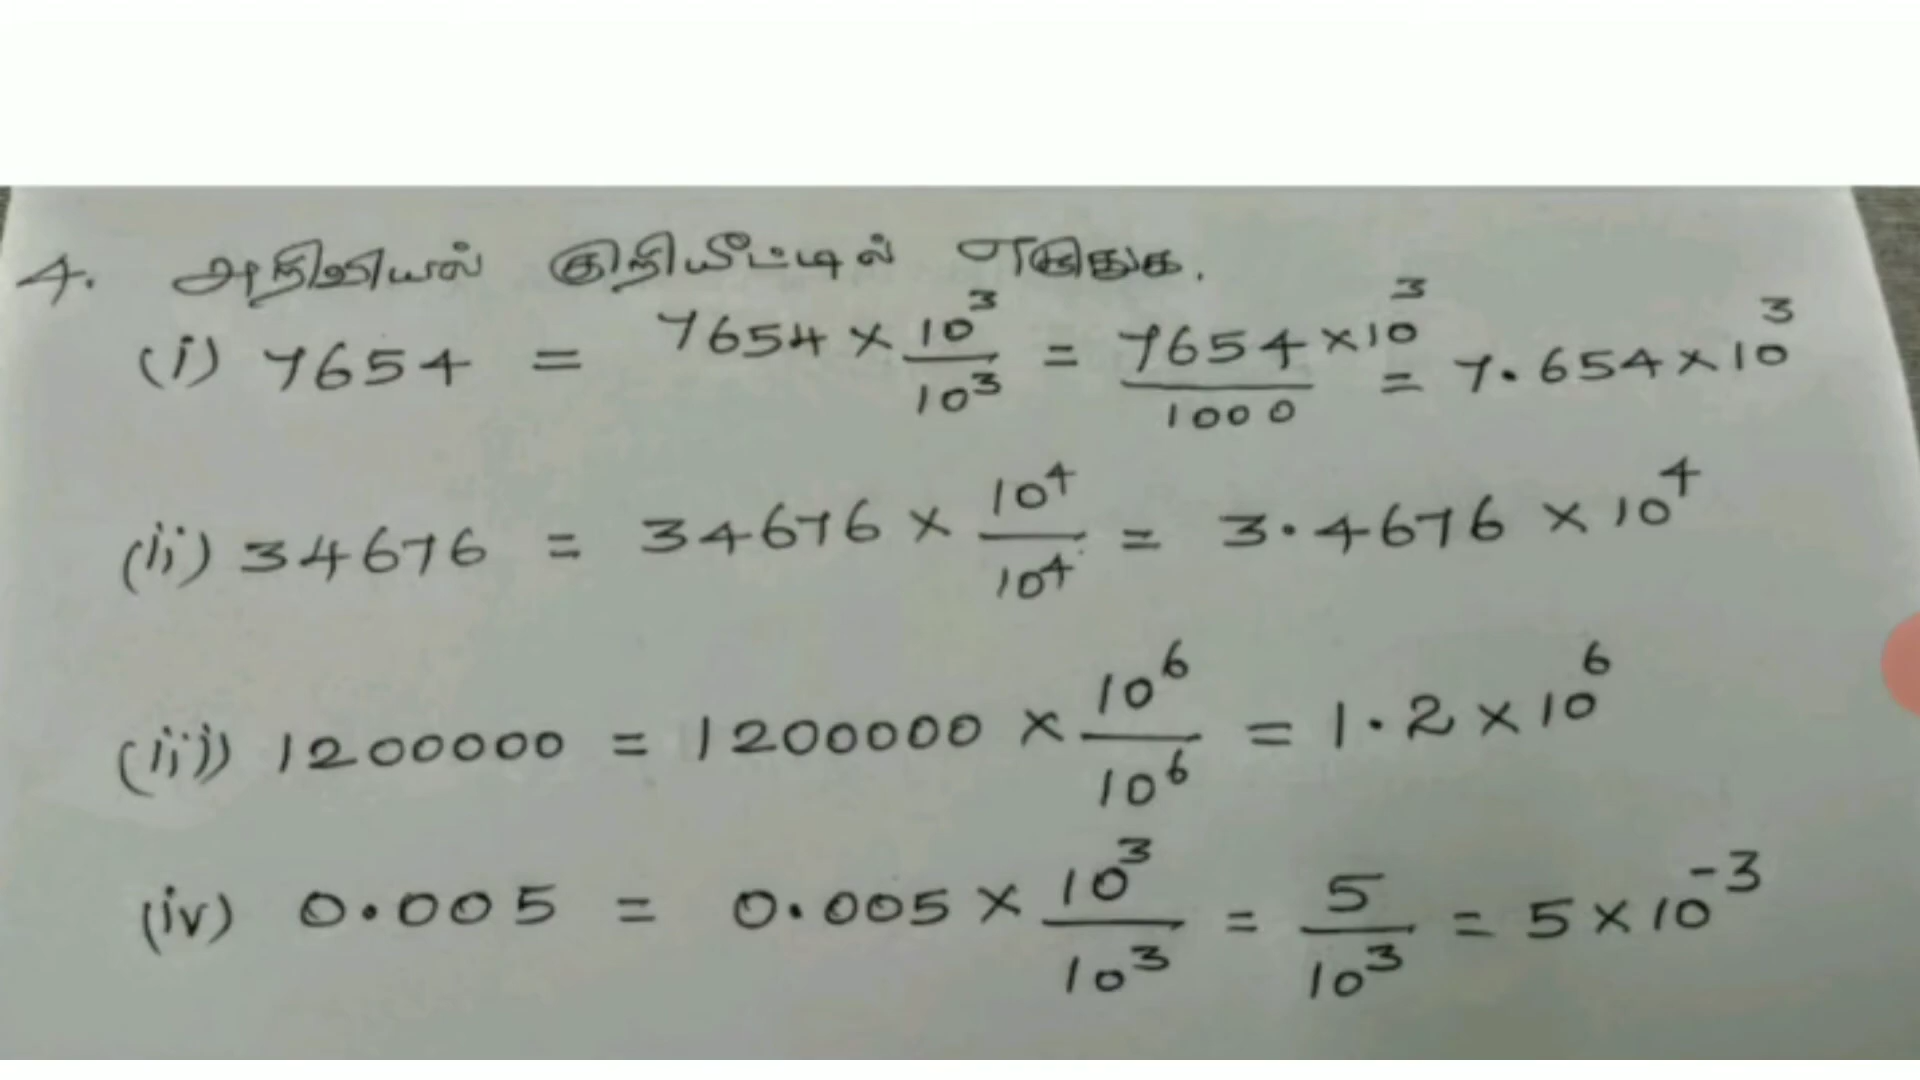 4. அறிவியல் குறியீட்டில் எழுதுக.
(i) 7654 = 7654 × 10³/10³ = 7654 × 10³/1000 = 7.654 × 10³
(ii) 34676 = 34676 × 10⁴/10⁴ = 3.4676 × 10⁴
(iii) 1200000 = 1200000 × 10⁶/10⁶ = 1.2 × 10⁶
(iv) 0.005 = 0.005 × 10³/10³ = 5/10³ = 5 × 10⁻³